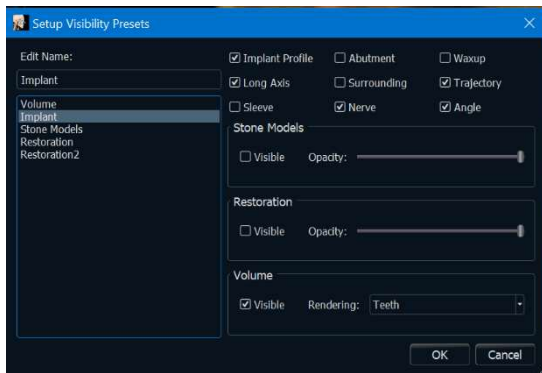 Setup Visibility Presets
Edit Name:
Implant
Volume
Implant
Stone Models
Restoration
Restoration2
Implant Profile Abutment Waxup
Long Axis Surrounding Trajectory
Sleeve Nerve Angle
Stone Models
Visible Opacity:
Restoration
Visible Opacity:
Volume
Visible Rendering: Teeth
OK Cancel